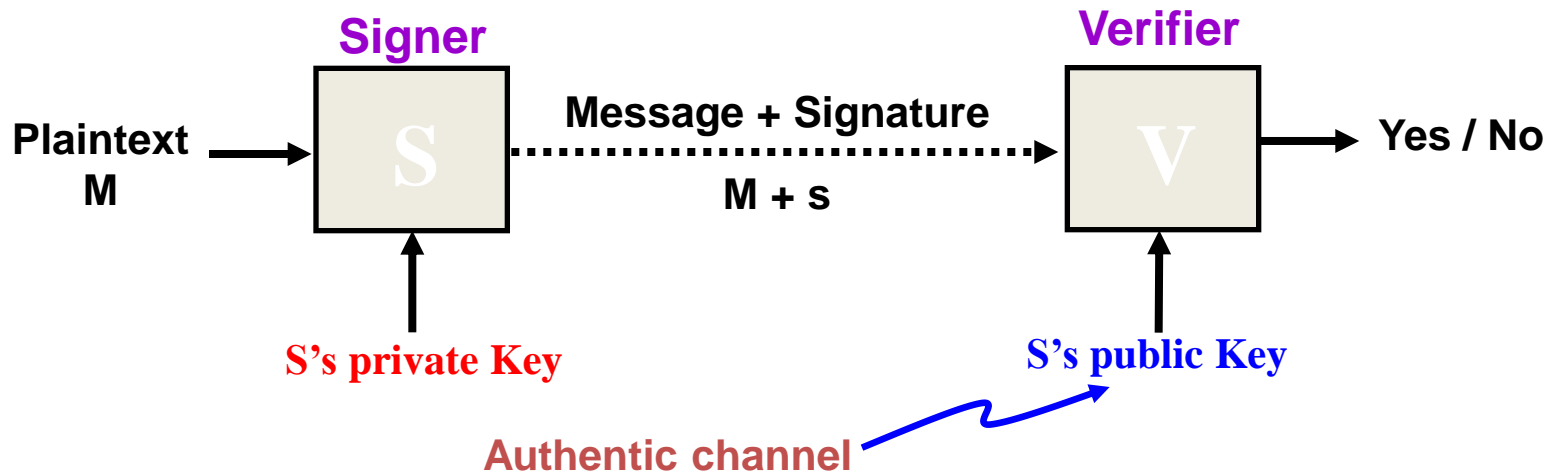 Signer
Verifier
Plaintext
M
S
Message + Signature
M + s
V
Yes / No
S’s private Key
S’s public Key
Authentic channel